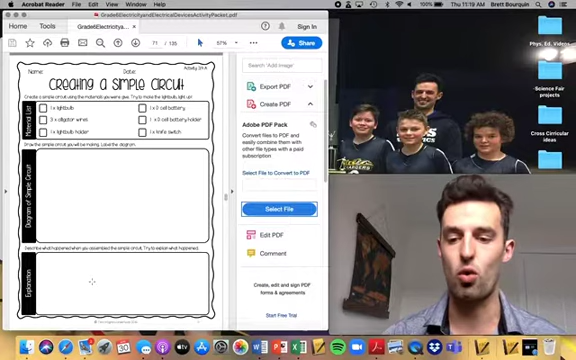 Acrobat Reader File Edit View Window Help
100% Thu 11:19 AM Brett Bourquin
Grade6ElectricityandElectricalDevicesActivityPacket.pdf
Home Tools Grade6Electricity... Sign In
71 / 135 57% Share
Activity
Name: Date:
CREATING A SIMPLE CIRCUIT
Create a simple circuit using the materials you were given. Try to make the lightbulb light up!
Material List
1 x lightbulb
1 x D cell battery
3 x alligator wires
1 x D cell battery holder
1 x lightbulb holder
1 x knife switch
Draw the simple circuit you will be making. Label the diagram.
Diagram of Simple Circuit
Describe what happened when you assembled the simple circuit. Try to explain what happened.
Explanation
Search 'Add Image'
Export PDF
Create PDF
Adobe PDF Pack
Convert PDFs to PDF and
easily combine them with
other file types with a paid
subscription
Select File to Convert to PDF
Select File
Edit PDF
Comment
Create, edit and sign PDF
forms & agreements
Start Free Trial
Phys. Ed. Videos
Science Fair
projects
Cross Cirricular
ideas